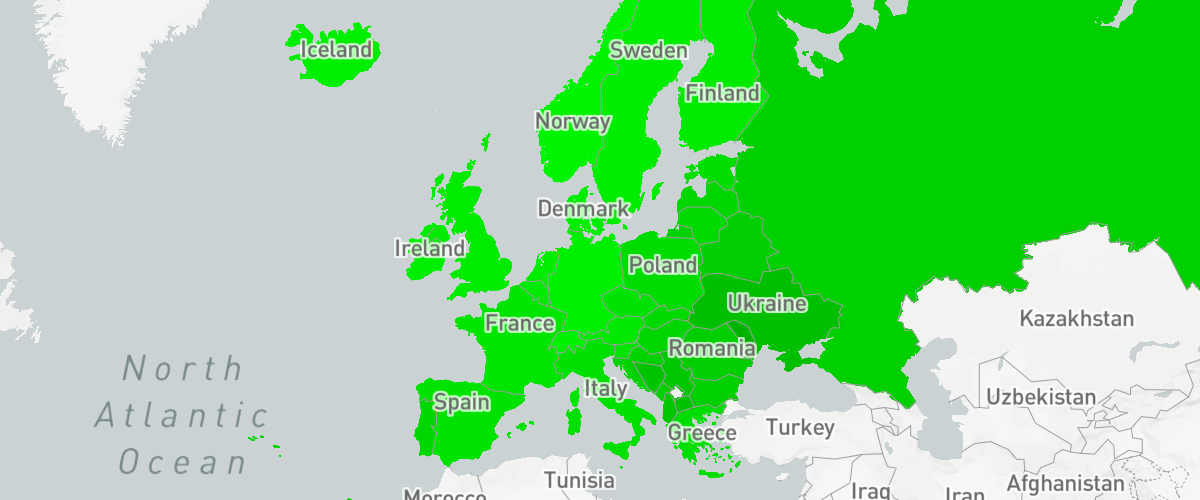 Iceland
Sweden
Finland
Norway
Denmark
Ireland
Poland
Ukraine
France
Kazakhstan
Romania
North
Atlantic
Ocean
Italy
Spain
Uzbekistan
Greece
Turkey
Tunisia
Afghanistan
Morocco
Iraq
Iran